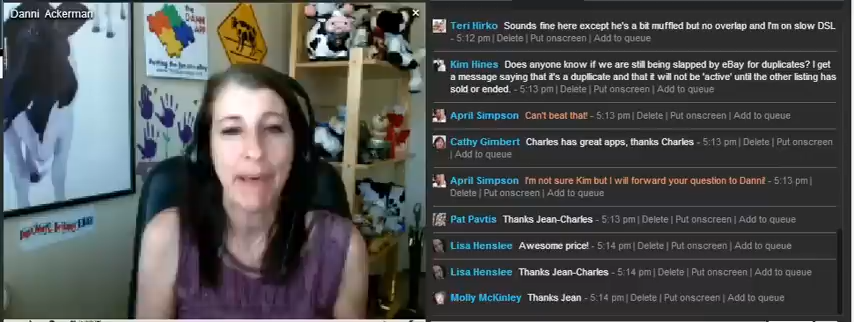 Danni Ackerman
THE DANNI APP
Teri Hirko Sounds fine here except he's a bit muffled but no overlap and I'm on slow DSL
- 5:12 pm | Delete | Put onscreen | Add to queue
Kim Hines Does anyone know if we are still being slapped by eBay for duplicates? I get
a message saying that it's a duplicate and that it will not be 'active' until the other listing has
sold or ended. - 5:13 pm | Delete | Put onscreen | Add to queue
April Simpson Can't beat that! - 5:13 pm | Delete | Put onscreen | Add to queue
Cathy Gimbert Charles has great apps, thanks Charles - 5:13 pm | Delete | Put onscreen
| Add to queue
April Simpson I'm not sure Kim but I will forward your question to Danni! - 5:13 pm |
Delete | Put onscreen | Add to queue
Pat Pavtis Thanks Jean-Charles - 5:13 pm | Delete | Put onscreen | Add to queue
Lisa Henslee Awesome price! - 5:14 pm | Delete | Put onscreen | Add to queue
Lisa Henslee Thanks Jean-Charles - 5:14 pm | Delete | Put onscreen | Add to queue
Molly McKinley Thanks Jean - 5:14 pm | Delete | Put onscreen | Add to queue